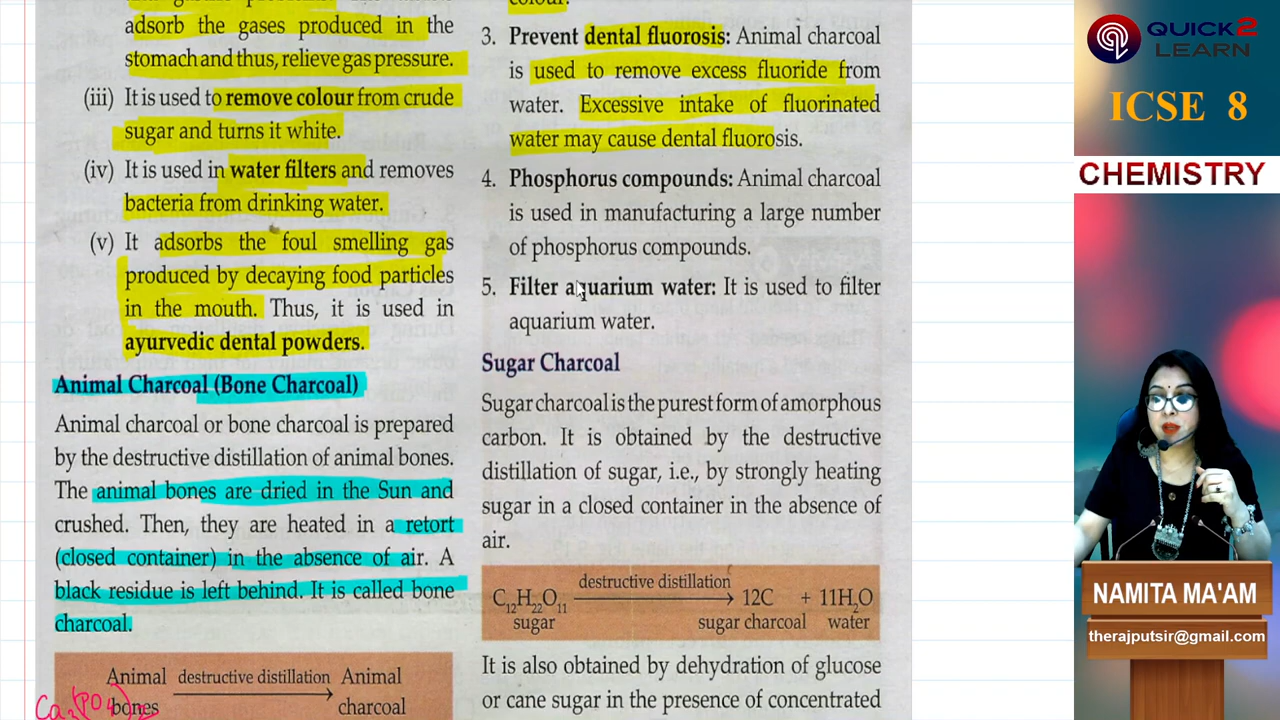 adsorb the gases produced in the
stomach and thus, relieve gas pressure.
(iii) It is used to remove colour from crude
sugar and turns it white.
(iv) It is used in water filters and removes
bacteria from drinking water.
(v) It adsorbs the foul smelling gas
produced by decaying food particles
in the mouth. Thus, it is used in
ayurvedic dental powders.
Animal Charcoal (Bone Charcoal)
Animal charcoal or bone charcoal is prepared
by the destructive distillation of animal bones.
The animal bones are dried in the Sun and
crushed. Then, they are heated in a retort
(closed container) in the absence of air. A
black residue is left behind. It is called bone
charcoal.
Animal destructive distillation Animal
bones charcoal
Ca3(PO4)2
colour.
3. Prevent dental fluorosis: Animal charcoal
is used to remove excess fluoride from
water. Excessive intake of fluorinated
water may cause dental fluorosis.
4. Phosphorus compounds: Animal charcoal
is used in manufacturing a large number
of phosphorus compounds.
5. Filter aquarium water: It is used to filter
aquarium water.
Sugar Charcoal
Sugar charcoal is the purest form of amorphous
carbon. It is obtained by the destructive
distillation of sugar, i.e., by strongly heating
sugar in a closed container in the absence of
air.
destructive distillation
C12H22O11 → 12C + 11H2O
sugar sugar charcoal water
It is also obtained by dehydration of glucose
or cane sugar in the presence of concentrated
QUICK2
LEARN
ICSE 8
CHEMISTRY
NAMITA MA'AM
therajputsir@gmail.com